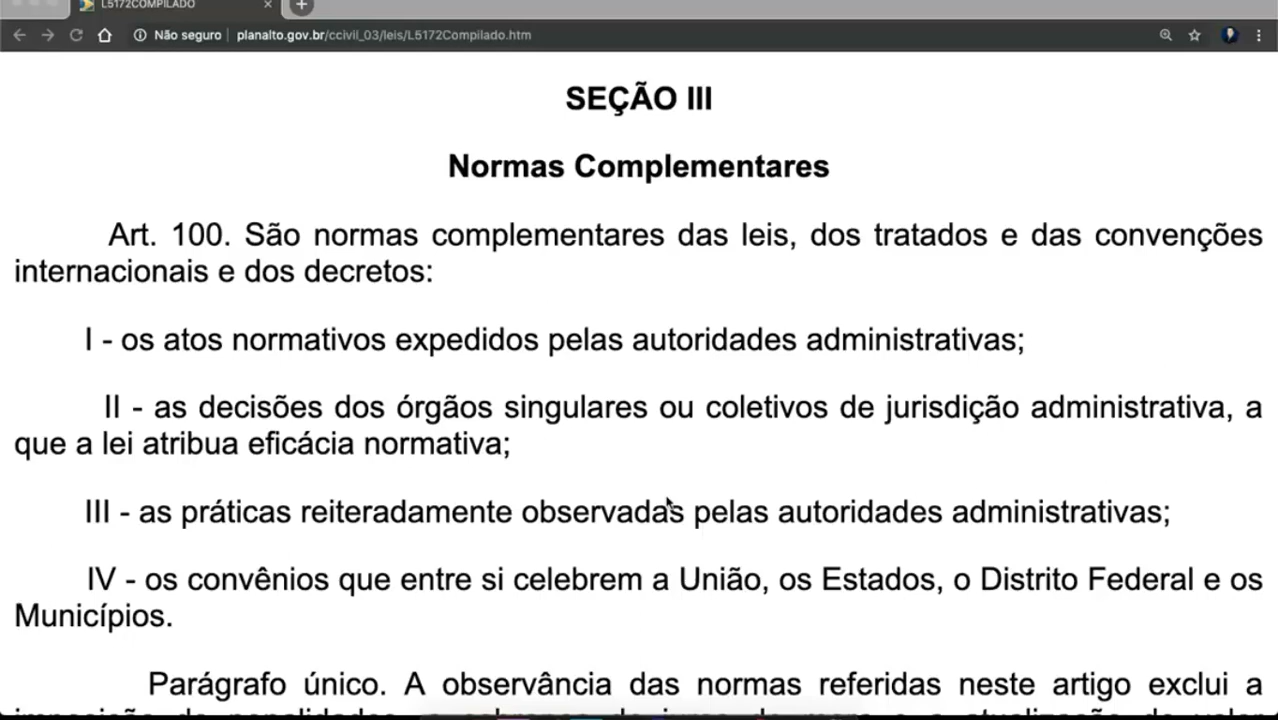 L5172COMPILADO
Não seguro
planalto.gov.br/ccivil_03/leis/L5172Compilado.htm
SEÇÃO III
Normas Complementares
Art. 100. São normas complementares das leis, dos tratados e das convenções
internacionais e dos decretos:
I - os atos normativos expedidos pelas autoridades administrativas;
II - as decisões dos órgãos singulares ou coletivos de jurisdição administrativa, a
que a lei atribua eficácia normativa;
III - as práticas reiteradamente observadas pelas autoridades administrativas;
IV - os convênios que entre si celebrem a União, os Estados, o Distrito Federal e os
Municípios.
Parágrafo único. A observância das normas referidas neste artigo exclui a